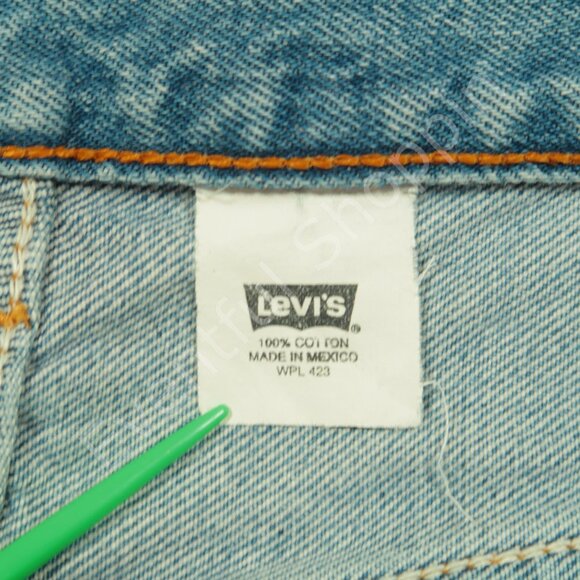 Levi's
®
100% COTTON
MADE IN MEXICO
WPL 423